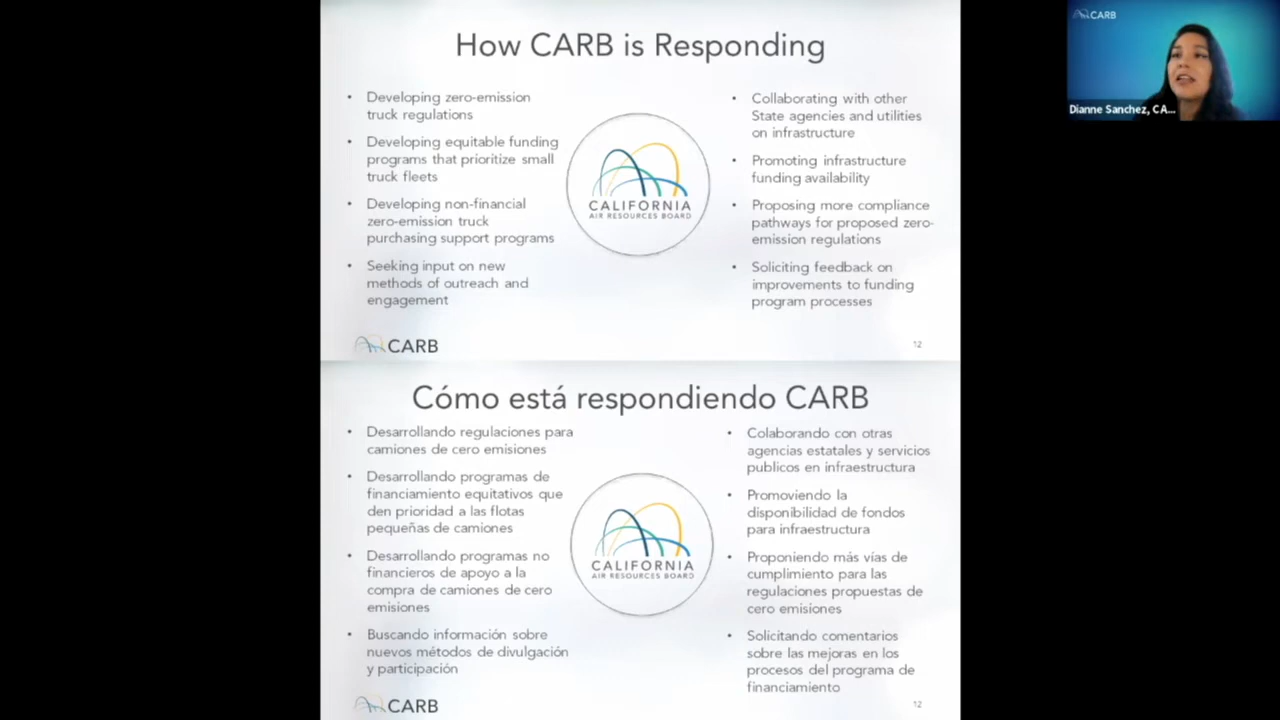 How CARB is Responding
• Developing zero-emission
truck regulations
• Developing equitable funding
programs that prioritize small
truck fleets
• Developing non-financial
zero-emission truck
purchasing support programs
• Seeking input on new
methods of outreach and
engagement
CALIFORNIA
AIR RESOURCES BOARD
• Collaborating with other
State agencies and utilities
on infrastructure
• Promoting infrastructure
funding availability
• Proposing more compliance
pathways for proposed zero-
emission regulations
• Soliciting feedback on
improvements to funding
program processes
CARB
12
CARB
Dianne Sanchez, CA...
Cómo está respondiendo CARB
• Desarrollando regulaciones para
camiones de cero emisiones
• Desarrollando programas de
financiamiento equitativos que
den prioridad a las flotas
pequeñas de camiones
• Desarrollando programas no
financieros de apoyo a la
compra de camiones de cero
emisiones
• Buscando información sobre
nuevos métodos de divulgación
y participación
CALIFORNIA
AIR RESOURCES BOARD
• Colaborando con otras
agencias estatales y servicios
publicos en infraestructura
• Promoviendo la
disponibilidad de fondos
para infraestructura
• Proponiendo más vías de
cumplimiento para las
regulaciones propuestas de
cero emisiones
• Solicitando comentarios
sobre las mejoras en los
procesos del programa de
financiamiento
CARB
12